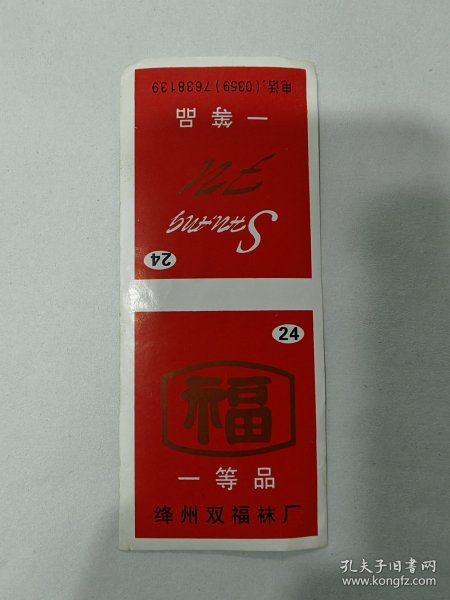 电话:(0359)7638139
一等品
FU
SHUANG
24
24
福
一等品
绛州双福袜厂
孔夫子旧书网
www.kongfz.com